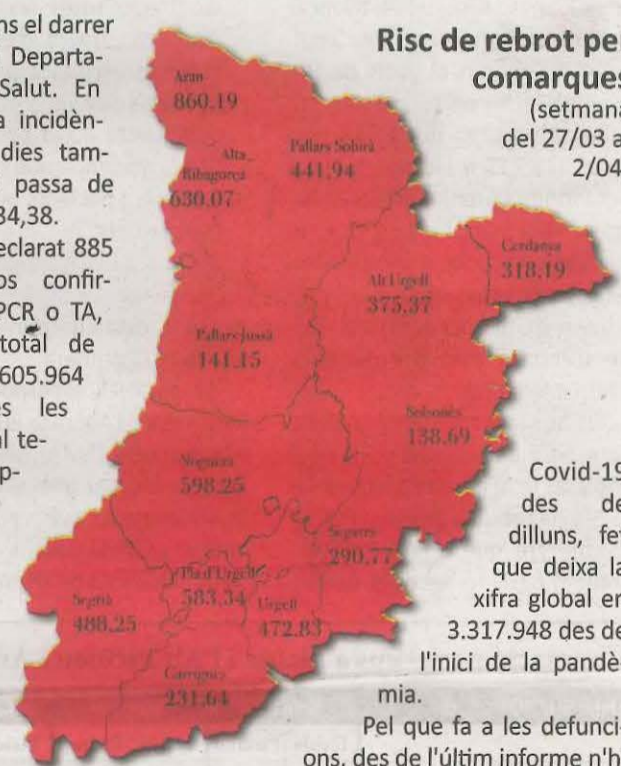 ns el darrer
Departa-
Salut. En
a incidèn-
dies tam-
passa de
34,38.
eclarat 885
os confir-
PCR o TA,
total de
605.964
es les
al te-
p-
Risc de rebrot per
comarques
(setmana
del 27/03 a
2/04
Aran
860,19
Alta
Ribagorça
630,07
Pallars Sobirà
441,94
Cerdanya
318,19
Alt Urgell
375,37
Pallars Jussà
141,15
Solsonès
138,69
Noguera
598,25
Segarra
290,77
Pla d'Urgell
583,34
Urgell
472,83
Segrià
488,25
Garrigues
231,64
Covid-19
des de
dilluns, fet
que deixa la
xifra global en
3.317.948 des de
l'inici de la pandè-
mia.
Pel que fa a les defunci-
ons, des de l'últim informe n'h